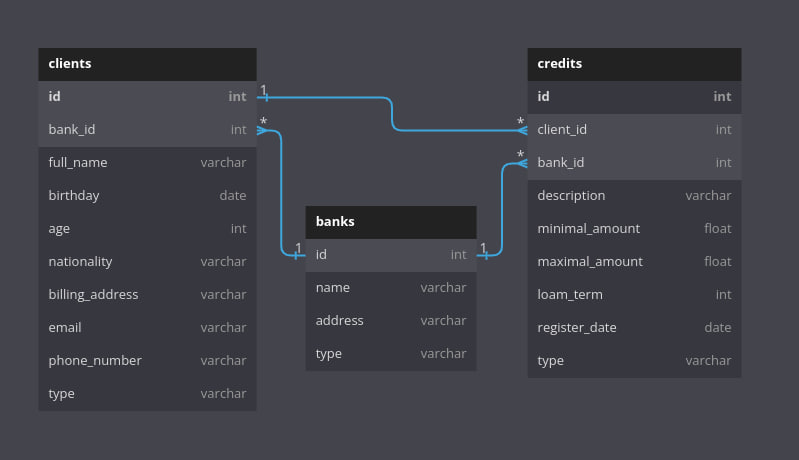 clients
id int
bank_id int
full_name varchar
birthday date
age int
nationality varchar
billing_address varchar
email varchar
phone_number varchar
type varchar
1
*
banks
id int
name varchar
address varchar
type varchar
1
1
credits
id int
client_id int
bank_id int
description varchar
minimal_amount float
maximal_amount float
loam_term int
register_date date
type varchar
*
*